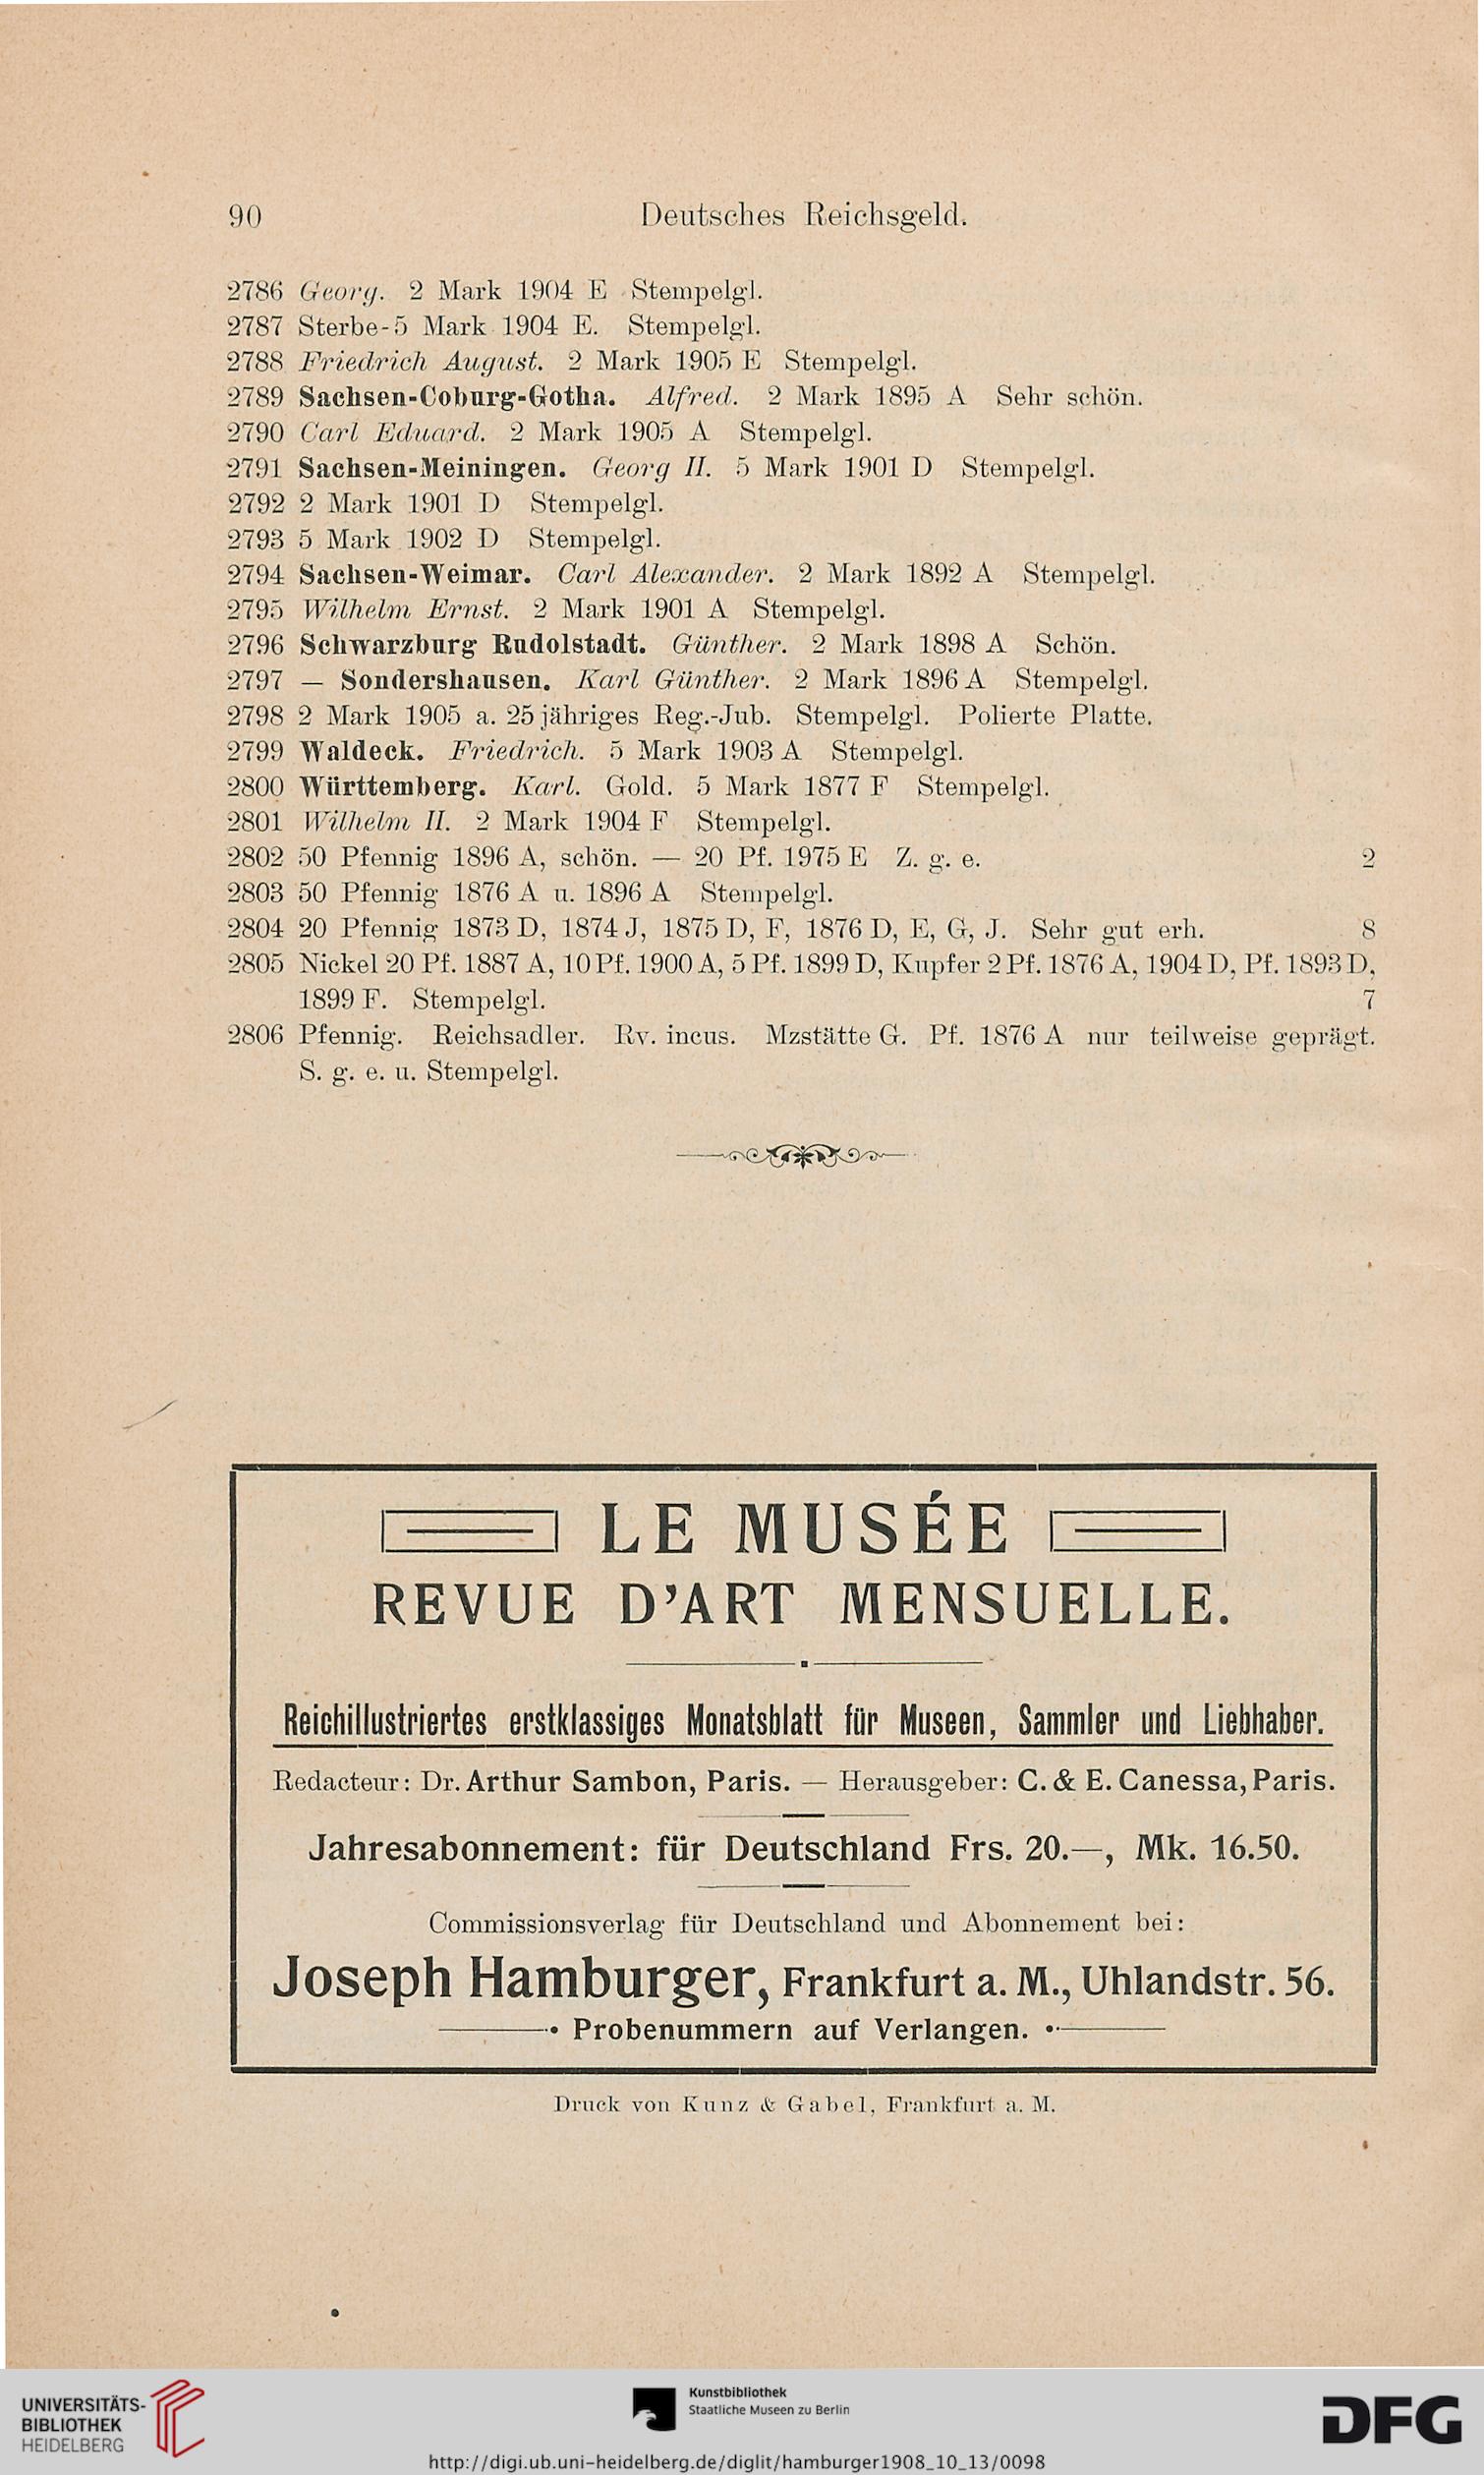 90 Deutsches Reichsgeld.
2786 Georg. 2 Mark 1904 E Stempelgl.
2787 Sterbe-5 Mark 1904 E. Stempelgl.
2788 Friedrich August. 2 Mark 1905 E Stempelgl.
2789 Sachsen-Coburg-Gotha. Alfred. 2 Mark 1895 A Sehr schön.
2790 Carl Eduard. 2 Mark 1905 A Stempelgl.
2791 Sachsen-Meiningen. Georg II. 5 Mark 1901 D Stempelgl.
2792 2 Mark 1901 D Stempelgl.
2793 5 Mark 1902 D Stempelgl.
2794 Sachsen-Weimar. Carl Alexander. 2 Mark 1892 A Stempelgl.
2795 Wilhelm Ernst. 2 Mark 1901 A Stempelgl.
2796 Schwarzburg Rudolstadt. Günther. 2 Mark 1898 A Schön.
2797 — Sondershausen. Karl Günther. 2 Mark 1896 A Stempelgl.
2798 2 Mark 1905 a. 25 jähriges Reg.-Jub. Stempelgl. Polierte Platte.
2799 Waldeck. Friedrich. 5 Mark 1903 A Stempelgl.
2800 Württemberg. Karl. Gold. 5 Mark 1877 F Stempelgl.
2801 Wilhelm II. 2 Mark 1904 F Stempelgl.
2802 50 Pfennig 1896 A, schön. — 20 Pf. 1975 E Z. g. e. 2
2803 50 Pfennig 1876 A u. 1896 A Stempelgl.
2804 20 Pfennig 1873 D, 1874 J, 1875 D, F, 1876 D, E, G, J. Sehr gut erh. 8
2805 Nickel 20 Pf. 1887 A, 10 Pf. 1900 A, 5 Pf. 1899 D, Kupfer 2 Pf. 1876 A, 1904 D, Pf. 1893 D,
1899 F. Stempelgl. 7
2806 Pfennig. Reichsadler. Rv. incus. Mzstätte G. Pf. 1876 A nur teilweise geprägt.
S. g. e. u. Stempelgl.
LE MUSÉE
REVUE D'ART MENSUELLE.
Reichillustriertes erstklassiges Monatsblatt für Museen, Sammler und Liebhaber.
Redacteur: Dr. Arthur Sambon, Paris. — Herausgeber: C. & E. Canessa, Paris.
Jahresabonnement: für Deutschland Frs. 20.—, Mk. 16.50.
Commissionsverlag für Deutschland und Abonnement bei:
Joseph Hamburger, Frankfurt a. M., Uhlandstr. 56.
• Probenummern auf Verlangen. •
Druck von Kunz & Gabel, Frankfurt a. M.
UNIVERSITÄTS-
BIBLIOTHEK
HEIDELBERG
Kunstbibliothek
Staatliche Museen zu Berlin
DFG
http://digi.ub.uni-heidelberg.de/diglit/hamburger1908_10_13/0098